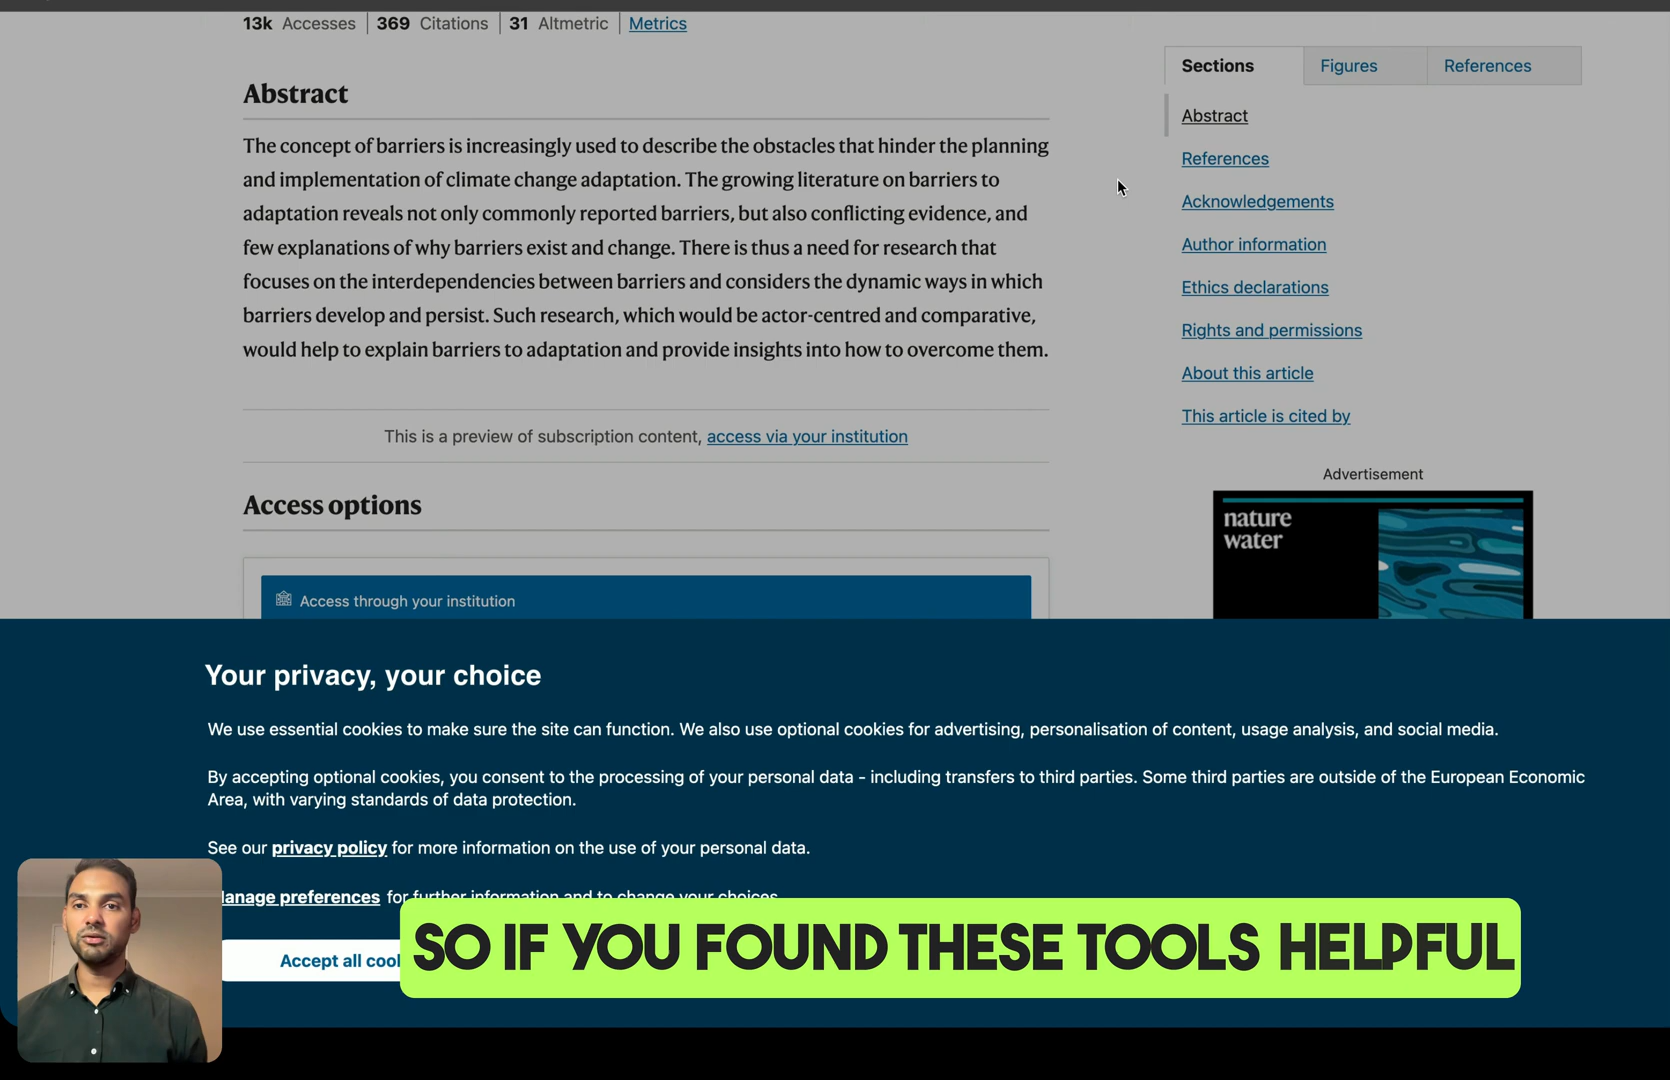 13k Accesses 369 Citations 31 Altmetric Metrics
Abstract
The concept of barriers is increasingly used to describe the obstacles that hinder the planning
and implementation of climate change adaptation. The growing literature on barriers to
adaptation reveals not only commonly reported barriers, but also conflicting evidence, and
few explanations of why barriers exist and change. There is thus a need for research that
focuses on the interdependencies between barriers and considers the dynamic ways in which
barriers develop and persist. Such research, which would be actor-centred and comparative,
would help to explain barriers to adaptation and provide insights into how to overcome them.
This is a preview of subscription content, access via your institution
Access options
Access through your institution
Sections Figures References
Abstract
References
Acknowledgements
Author information
Ethics declarations
Rights and permissions
About this article
This article is cited by
Advertisement
nature
water
Your privacy, your choice
We use essential cookies to make sure the site can function. We also use optional cookies for advertising, personalisation of content, usage analysis, and social media.
By accepting optional cookies, you consent to the processing of your personal data - including transfers to third parties. Some third parties are outside of the European Economic
Area, with varying standards of data protection.
See our privacy policy for more information on the use of your personal data.
anage preferences for further information and to change your choices.
Accept all cool
SO IF YOU FOUND THESE TOOLS HELPFUL